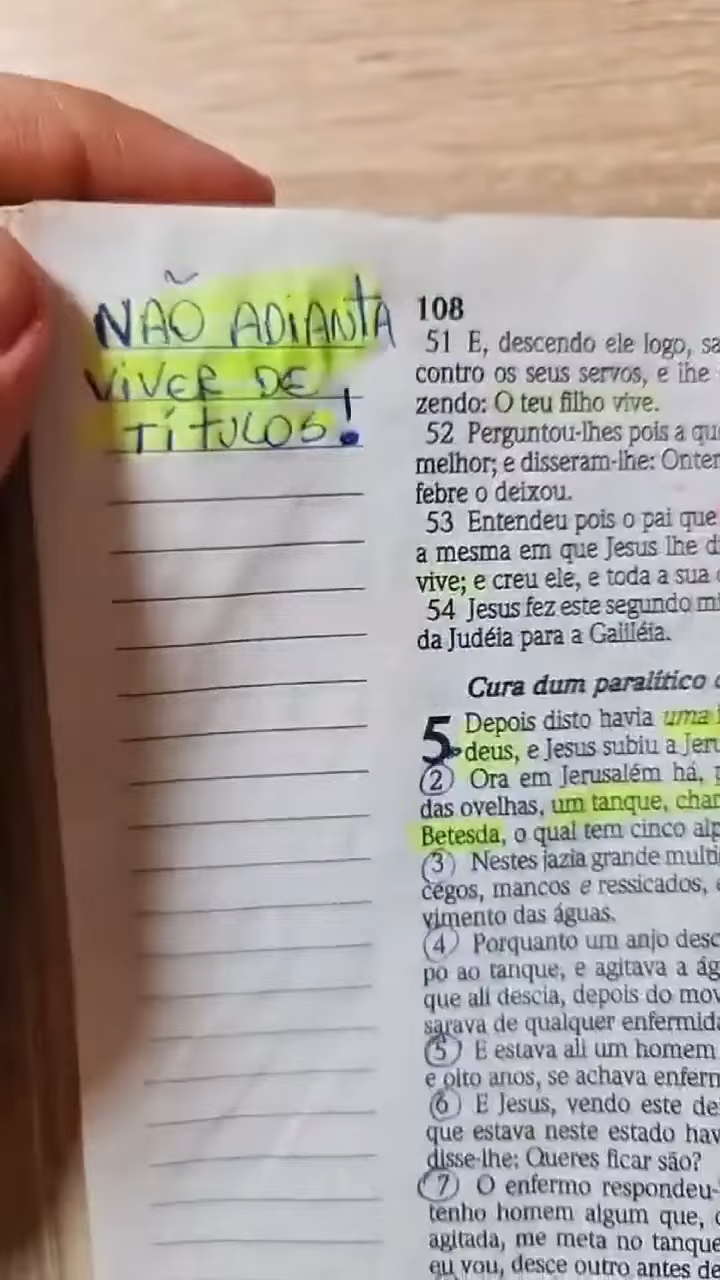 NÃO ADIANTA
VIVER DE
TÍTULOS!
108
51 E, descendo ele logo,
contro os seus servos, e lhe
zendo: O teu filho vive.
52 Perguntou-lhes pois a
melhor; e disseram-lhe:
febre o deixou.
53 Entendeu pois o pai que
a mesma em que Jesus lhe
vive; e creu ele, e toda a sua
54 Jesus fez este segundo
da Judéia para a Galiléia.
Cura dum paralítico
5 Depois disto havia uma
deus, e Jesus subiu a
2 Ora em Jerusalém há,
das ovelhas, um tanque,
Betesda, o qual tem cinco
3 Nestes jazia grande
cegos, mancos e ressicados,
vimento das águas.
4 Porquanto um anjo
po ao tanque, e agitava a
que ali descia, depois do
sarava de qualquer
5 E estava ali um homem
e oito anos, se achava
6 E Jesus, vendo este
que estava neste estado
disse-lhe: Queres ficar são?
7 O enfermo
tenho homem algum que,
agitada, me meta no tanque
eu vou, desce outro antes